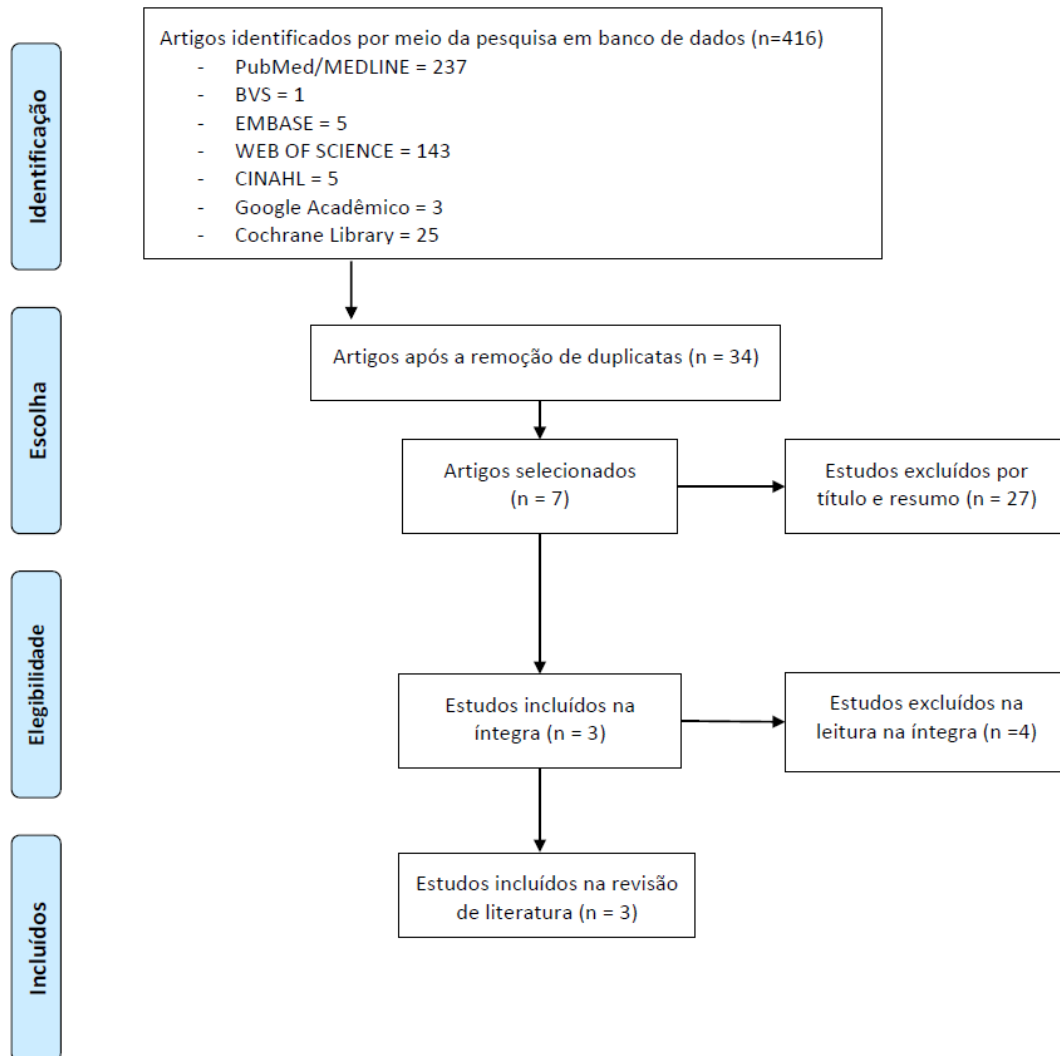 Identificação
Artigos identificados por meio da pesquisa em banco de dados (n=416)
- PubMed/MEDLINE = 237
- BVS = 1
- EMBASE = 5
- WEB OF SCIENCE = 143
- CINAHL = 5
- Google Acadêmico = 3
- Cochrane Library = 25
Escolha
Artigos após a remoção de duplicatas (n = 34)
Artigos selecionados
(n = 7)
Estudos excluídos por
título e resumo (n = 27)
Elegibilidade
Estudos incluídos na
íntegra (n = 3)
Estudos excluídos na
leitura na íntegra (n =4)
Incluídos
Estudos incluídos na revisão
de literatura (n = 3)